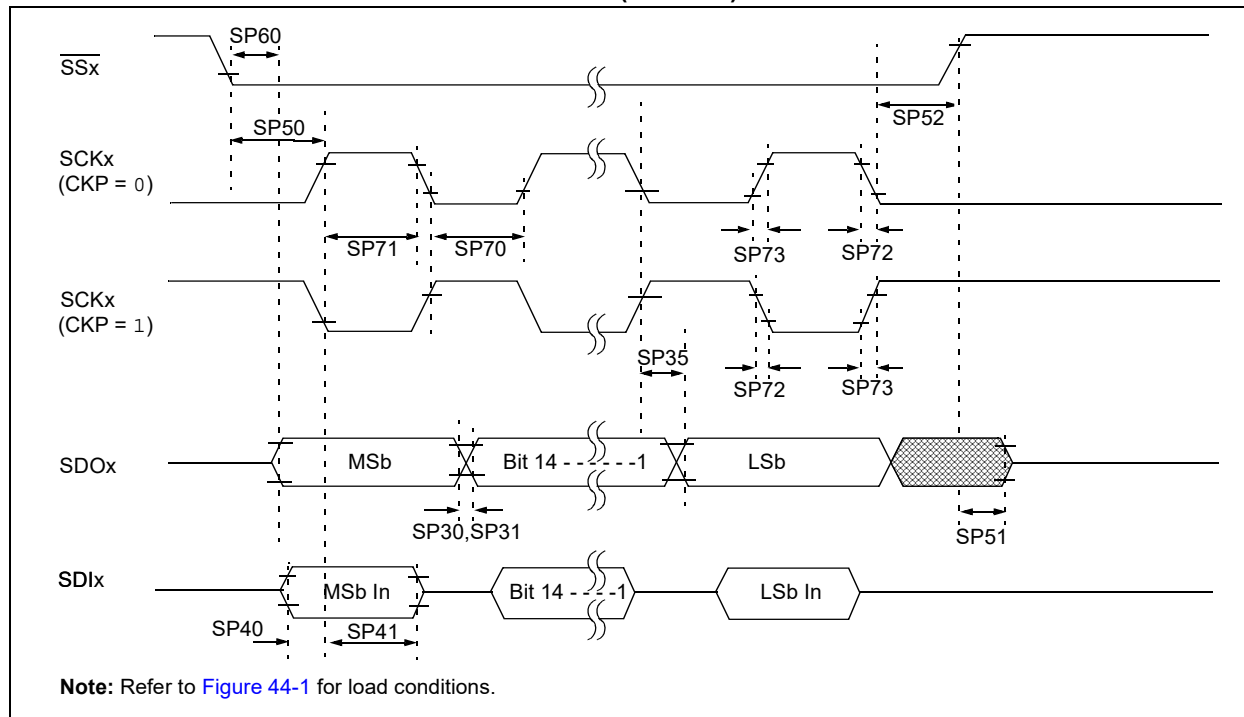 SP60
SSx
SP50
SP52
SCKx
(CKP = 0)
SP71
SP70
SP73
SP72
SCKx
(CKP = 1)
SP35
SP72
SP73
SDOx
MSb
Bit 14 - - - - - -1
LSb
SP30,SP31
SP51
SDIx
MSb In
Bit 14 - - - -1
LSb In
SP40
SP41
Note: Refer to Figure 44-1 for load conditions.